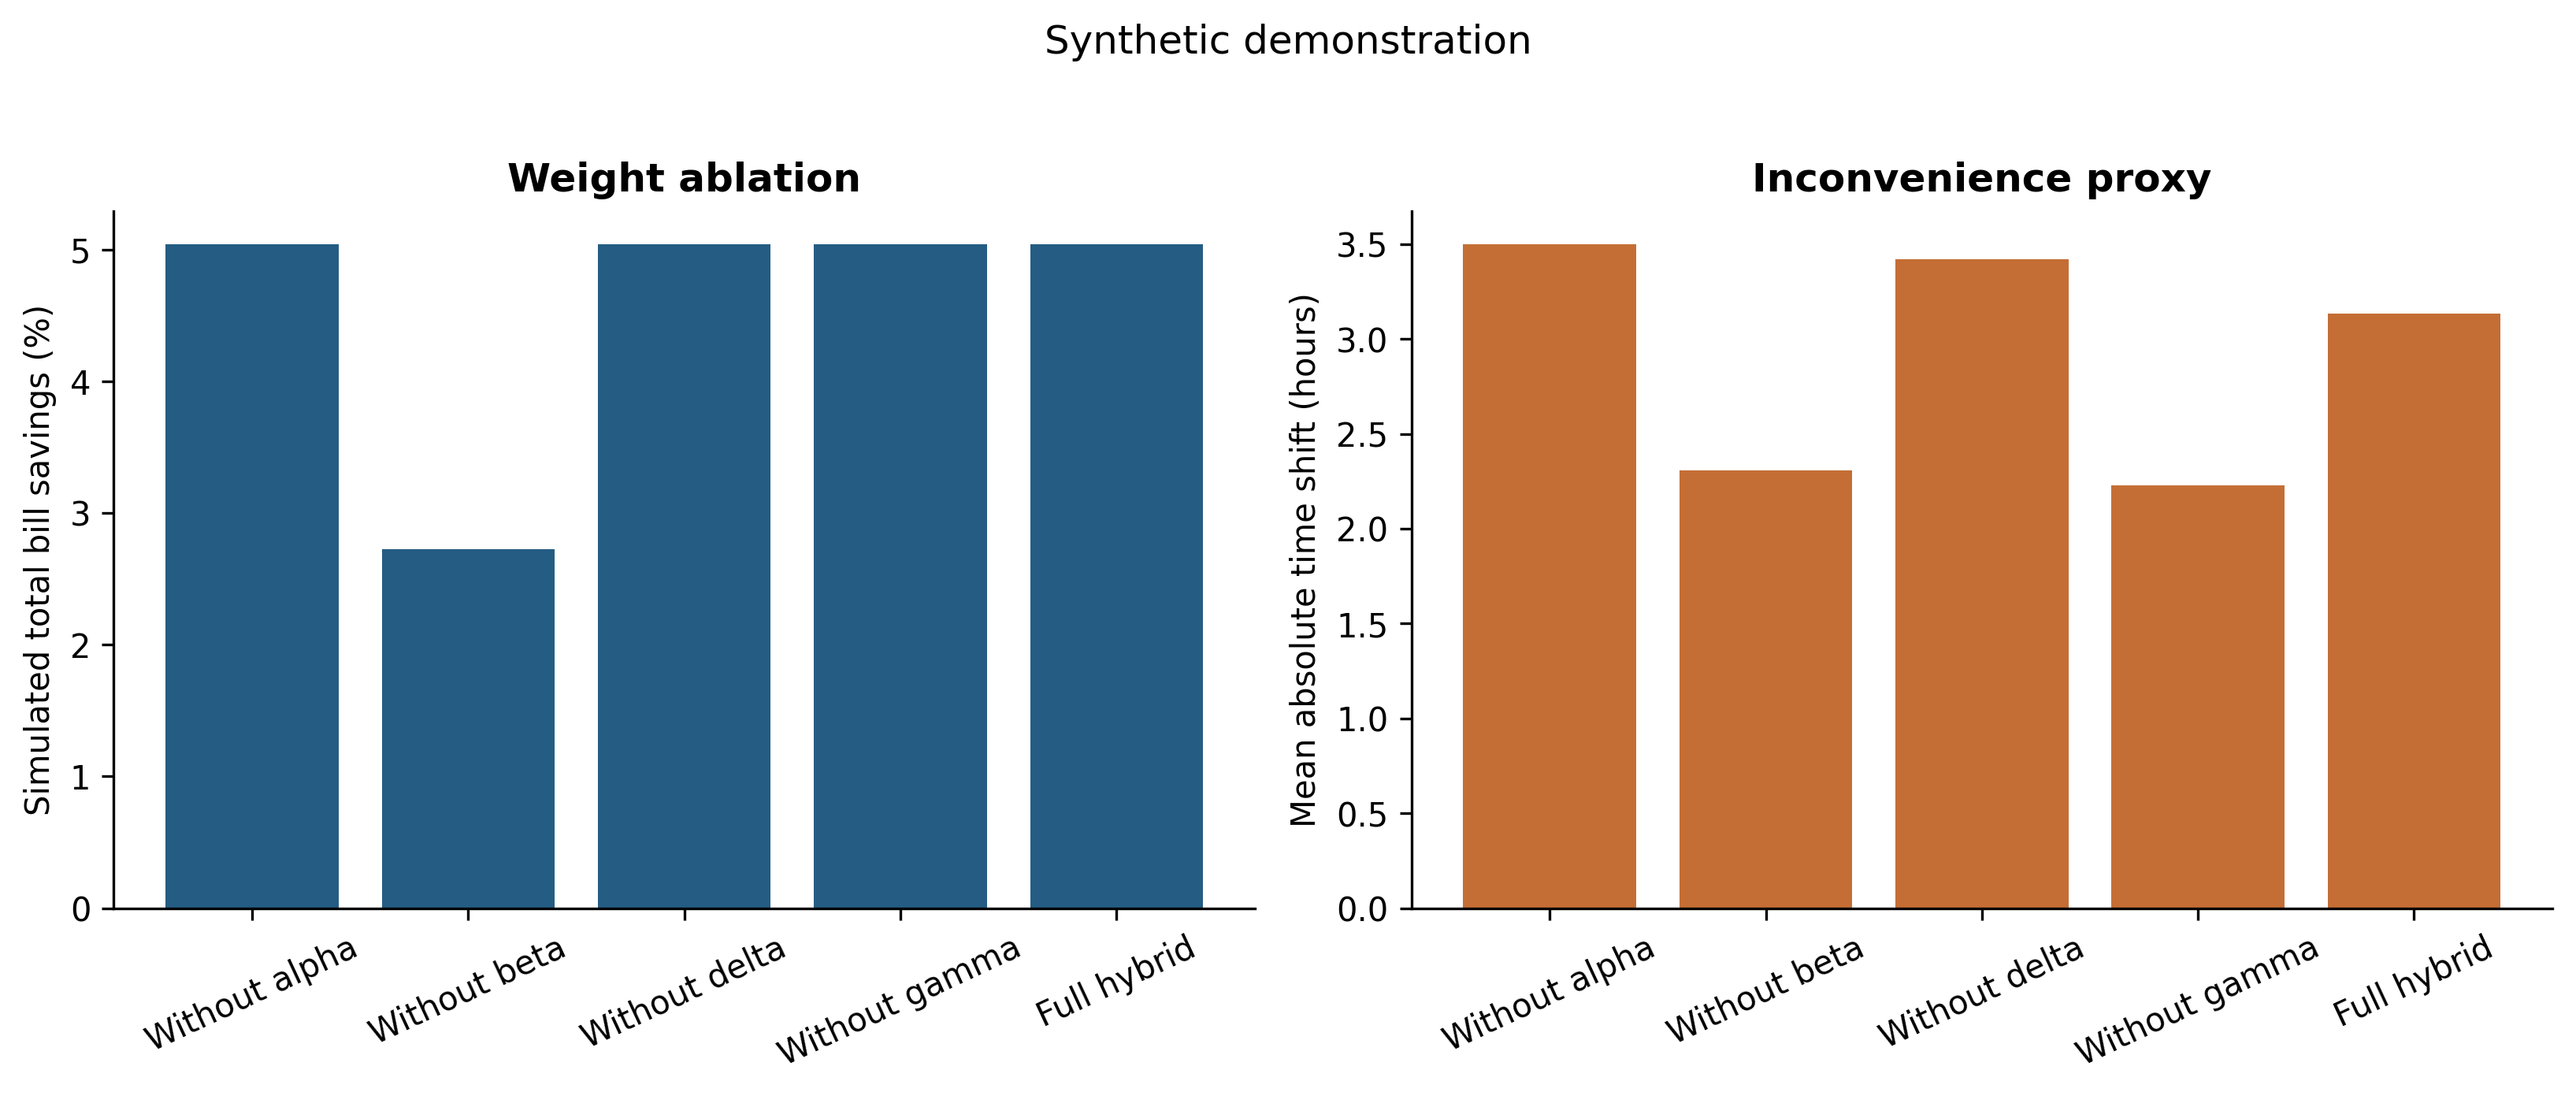 Synthetic demonstration
Weight ablation
Simulated total bill savings (%)
5
4
3
2
1
0
Without alpha
Without beta
Without delta
Without gamma
Full hybrid
Inconvenience proxy
Mean absolute time shift (hours)
3.5
3.0
2.5
2.0
1.5
1.0
0.5
0.0
Without alpha
Without beta
Without delta
Without gamma
Full hybrid